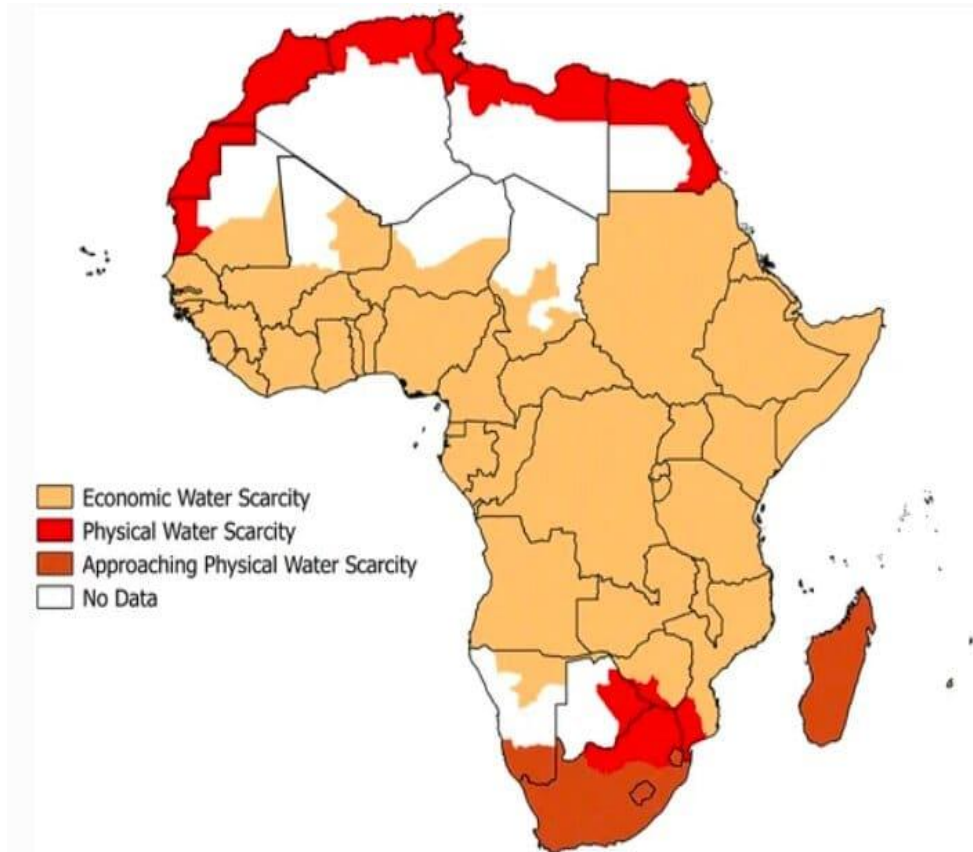 Economic Water Scarcity
Physical Water Scarcity
Approaching Physical Water Scarcity
No Data